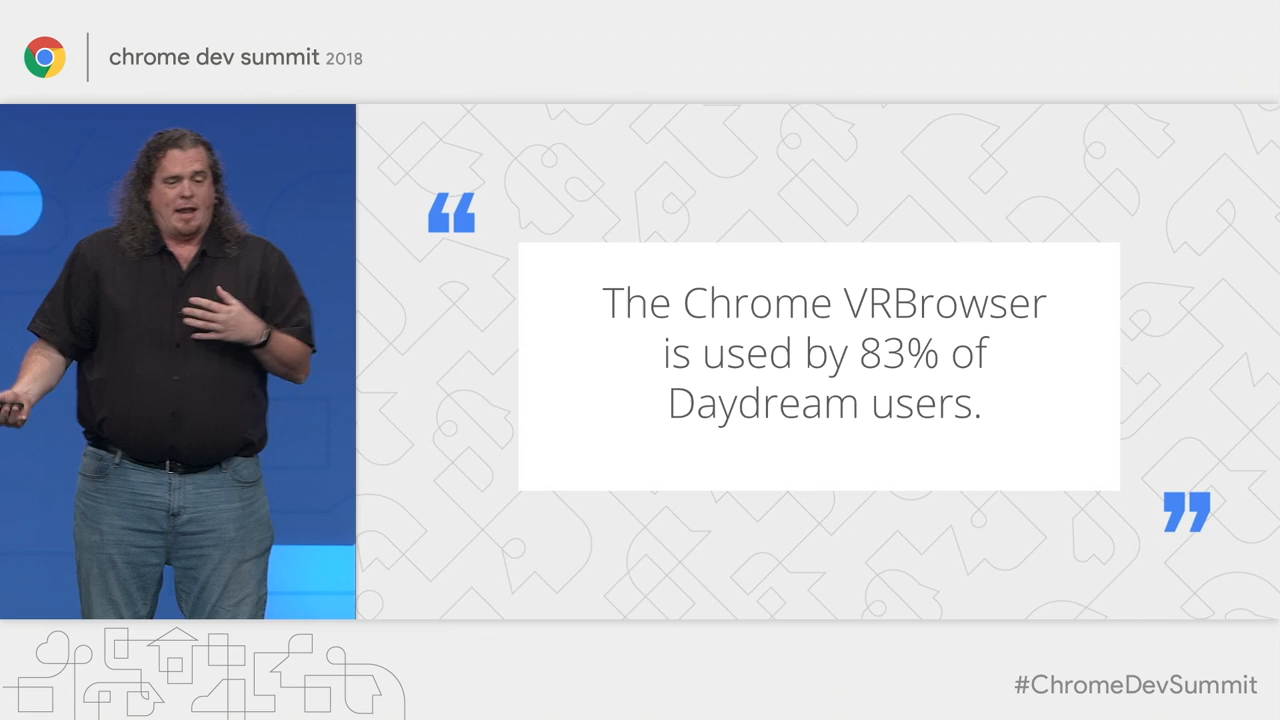 chrome dev summit 2018
“
The Chrome VRBrowser
is used by 83% of
Daydream users.
”
#ChromeDevSummit